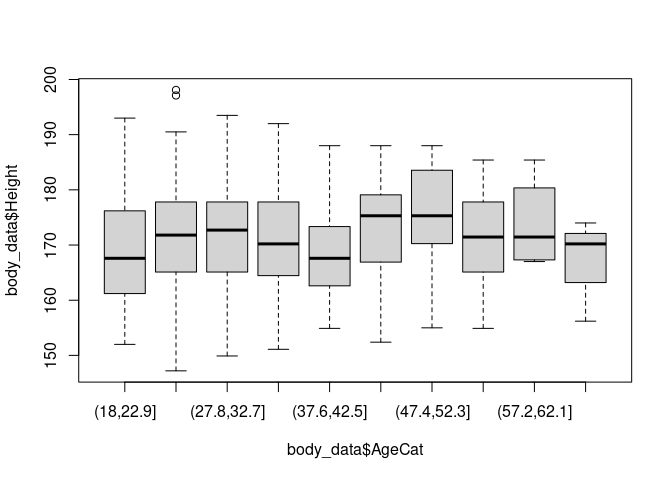 200
190
180
170
160
150
body_data$Height
(18,22.9] (27.8,32.7] (37.6,42.5] (47.4,52.3] (57.2,62.1]
body_data$AgeCat